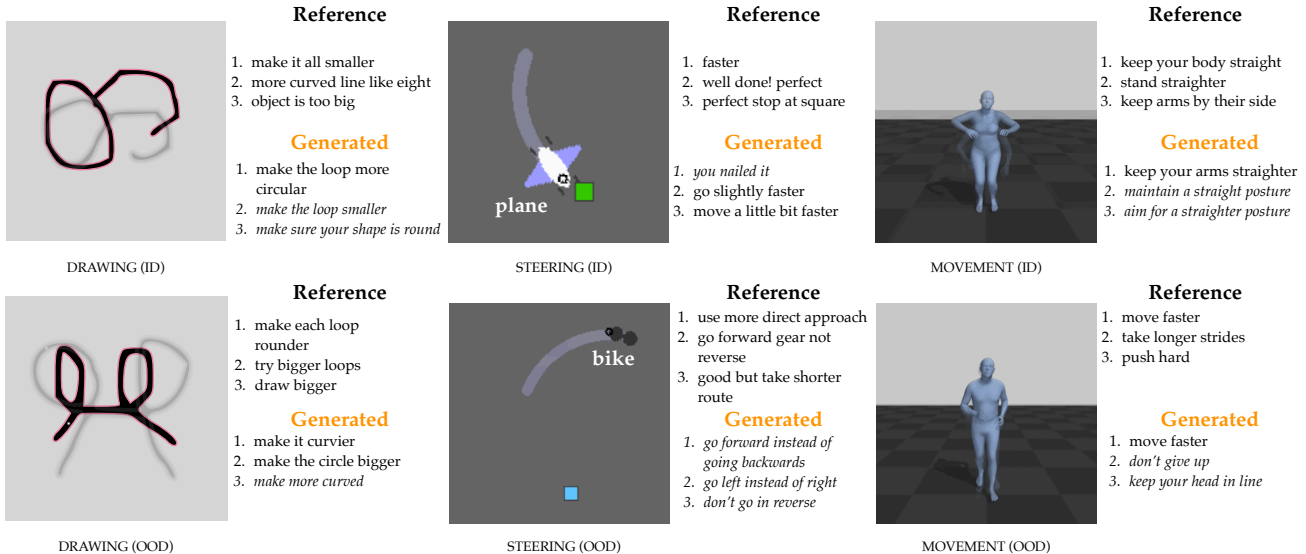 Reference
1. make it all smaller
2. more curved line like eight
3. object is too big
Generated
1. make the loop more
circular
2. make the loop smaller
3. make sure your shape is round
DRAWING (ID)
Reference
1. faster
2. well done! perfect
3. perfect stop at square
Generated
1. you nailed it
2. go slightly faster
3. move a little bit faster
plane
STEERING (ID)
Reference
1. keep your body straight
2. stand straighter
3. keep arms by their side
Generated
1. keep your arms straighter
2. maintain a straight posture
3. aim for a straighter posture
MOVEMENT (ID)
Reference
1. make each loop
rounder
2. try bigger loops
3. draw bigger
Generated
1. make it curvier
2. make the circle bigger
3. make more curved
DRAWING (OOD)
Reference
1. use more direct approach
2. go forward gear not
reverse
3. good but take shorter
route
Generated
1. go forward instead of
going backwards
2. go left instead of right
3. don't go in reverse
bike
STEERING (OOD)
Reference
1. move faster
2. take longer strides
3. push hard
Generated
1. move faster
2. don't give up
3. keep your head in line
MOVEMENT (OOD)